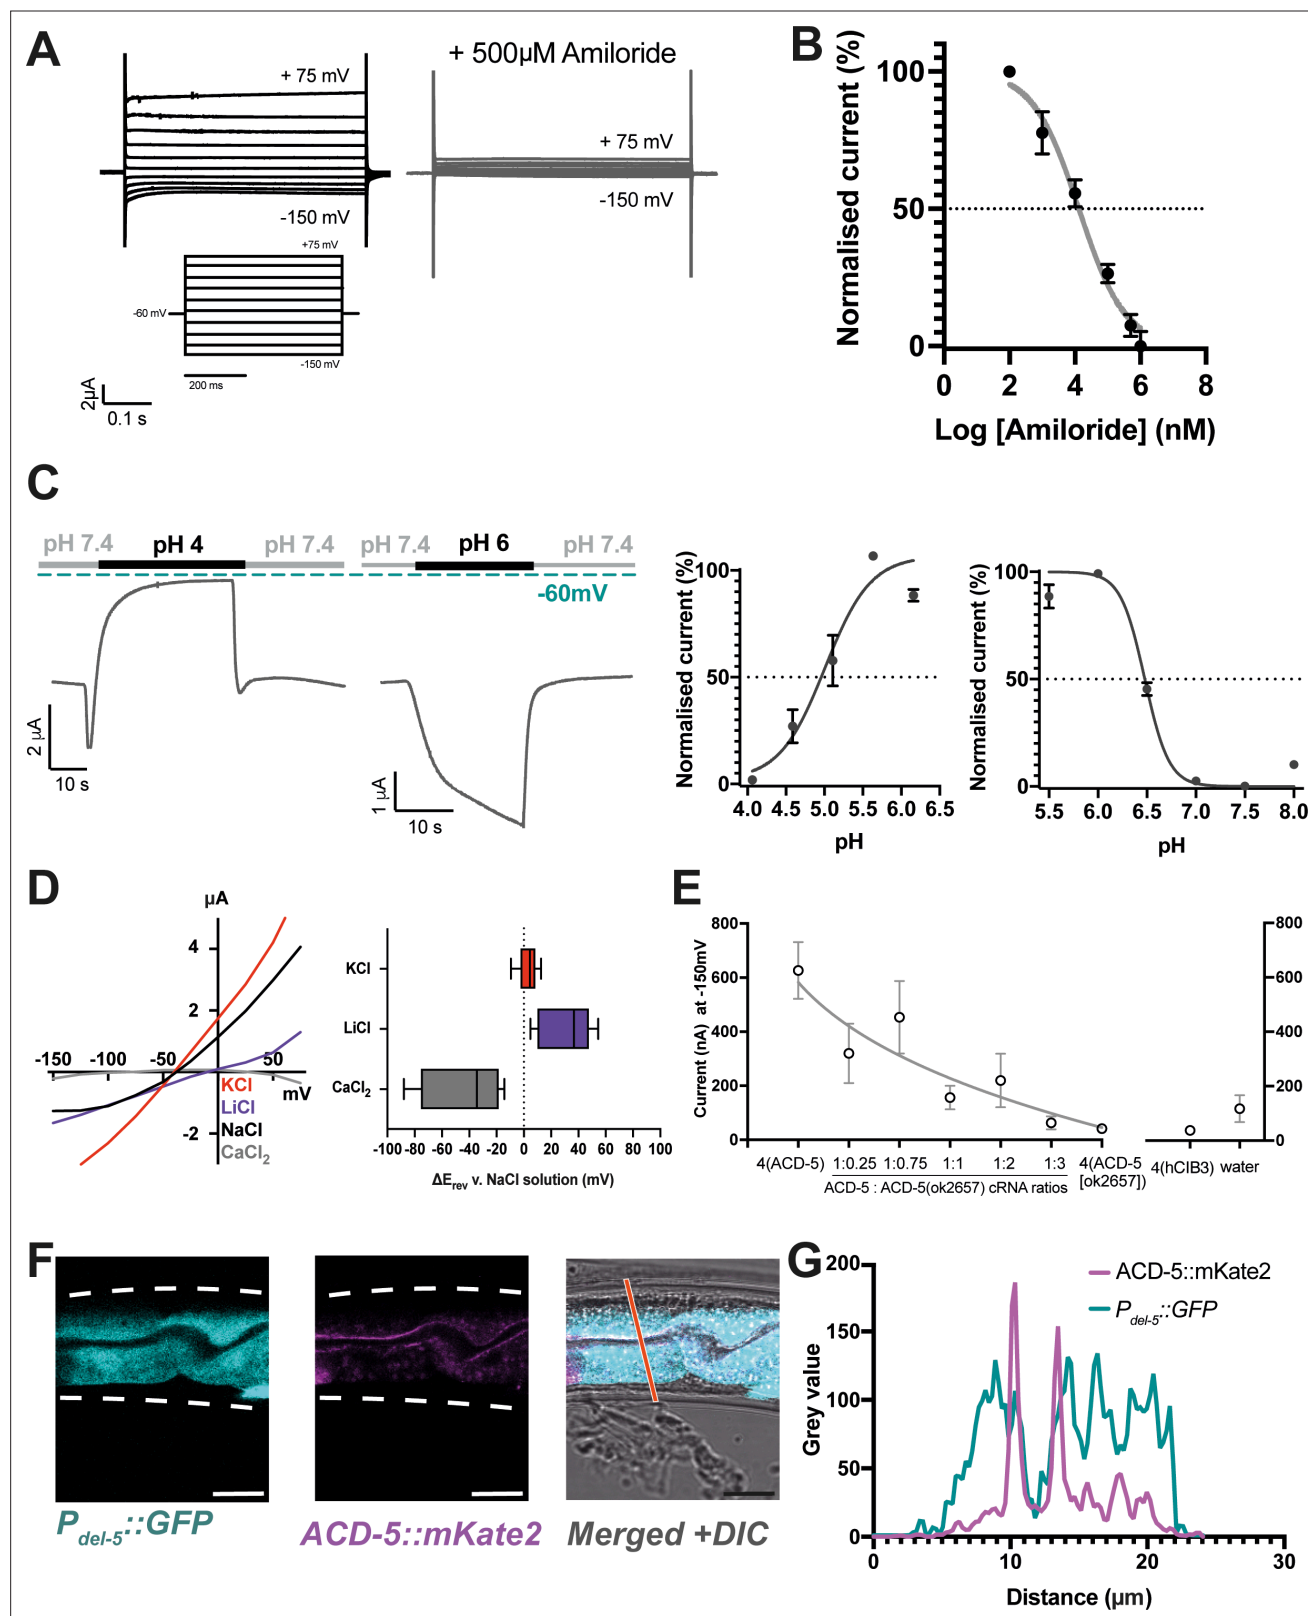 A
+ 75 mV
-150 mV
+75 mV
-60 mV
-150 mV
200 ms
2µA
0.1 s
+ 500µM Amiloride
+ 75 mV
-150 mV
B
Normalised current (%)
100
50
0
0 2 4 6 8
Log [Amiloride] (nM)
C
pH 7.4 pH 4 pH 7.4
pH 7.4 pH 6 pH 7.4
-60mV
2 µA
10 s
1 µA
10 s
Normalised current (%)
100
50
0
4.0 4.5 5.0 5.5 6.0 6.5
pH
Normalised current (%)
100
50
0
5.5 6.0 6.5 7.0 7.5 8.0
pH
D
µA
4
2
-150 -100 -50 50
mV
-2
KCl
LiCl
NaCl
CaCl2
KCl
LiCl
CaCl2
-100 -80 -60 -40 -20 0 20 40 60 80 100
ΔErev v. NaCl solution (mV)
E
Current (nA) at -150mV
800
600
400
200
0
800
600
400
200
0
4(ACD-5) 1:0.25 1:0.75 1:1 1:2 1:3 4(ACD-5[ok2657]) 4(hCIB3) water
ACD-5 : ACD-5(ok2657) cRNA ratios
F
Pdel-5::GFP
ACD-5::mKate2
Merged +DIC
G
Grey value
200
150
100
50
0
0 10 20 30
Distance (µm)
ACD-5::mKate2
Pdel-5::GFP